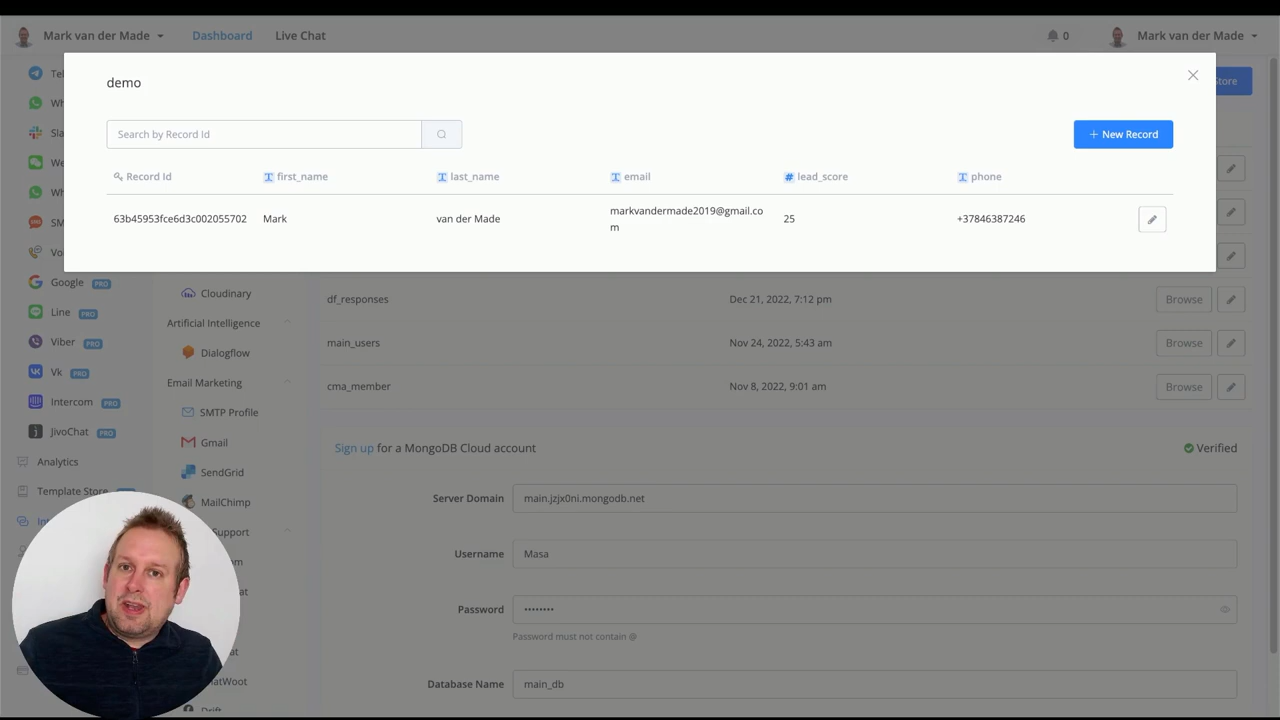 Mark van der Made
Dashboard
Live Chat
0
Mark van der Made
demo
Store
Search by Record Id
+ New Record
Record Id
first_name
last_name
email
lead_score
phone
63b45953fce6d3c002055702
Mark
van der Made
markvandermade2019@gmail.co
m
25
+37846387246
Google PRO
Line PRO
Viber PRO
Vk PRO
Intercom PRO
JivoChat PRO
Analytics
Template Store
Cloudinary
Artificial Intelligence
Dialogflow
Email Marketing
SMTP Profile
Gmail
SendGrid
MailChimp
Support
ChatWoot
Drift
df_responses
Dec 21, 2022, 7:12 pm
Browse
main_users
Nov 24, 2022, 5:43 am
Browse
cma_member
Nov 8, 2022, 9:01 am
Browse
Sign up for a MongoDB Cloud account
Verified
Server Domain
main.jzjx0ni.mongodb.net
Username
Masa
Password
••••••••
Password must not contain @
Database Name
main_db